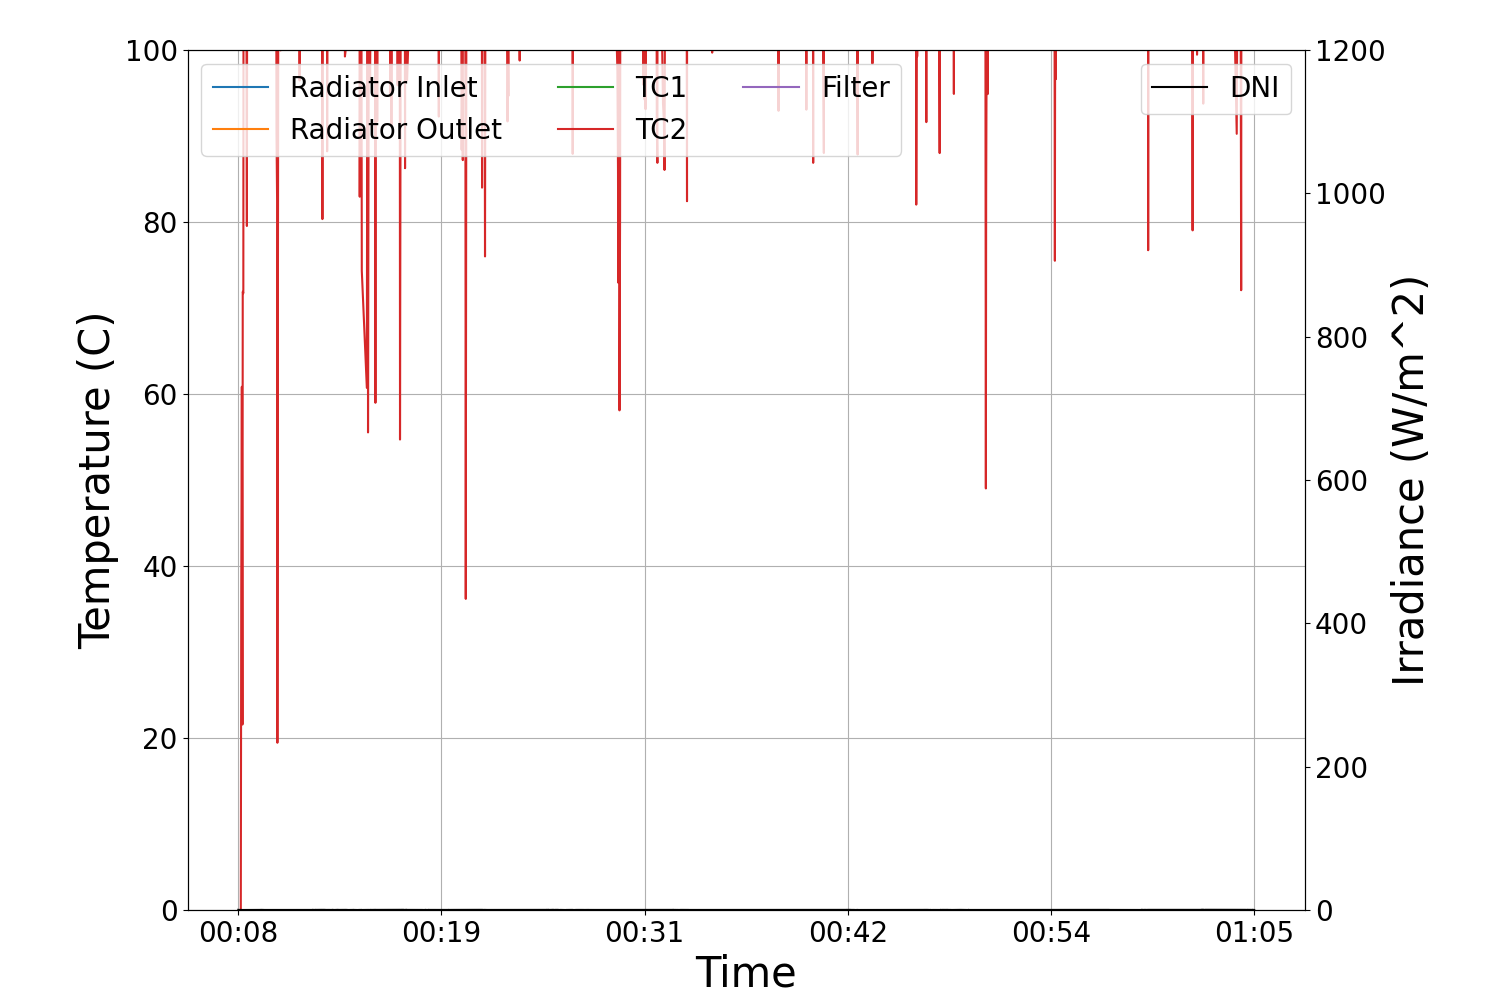 100
80
60
40
20
0
Temperature (C)
Radiator Inlet
Radiator Outlet
TC1
TC2
Filter
DNI
1200
1000
800
600
400
200
0
Irradiance (W/m^2)
00:08 00:19 00:31 00:42 00:54 01:05
Time